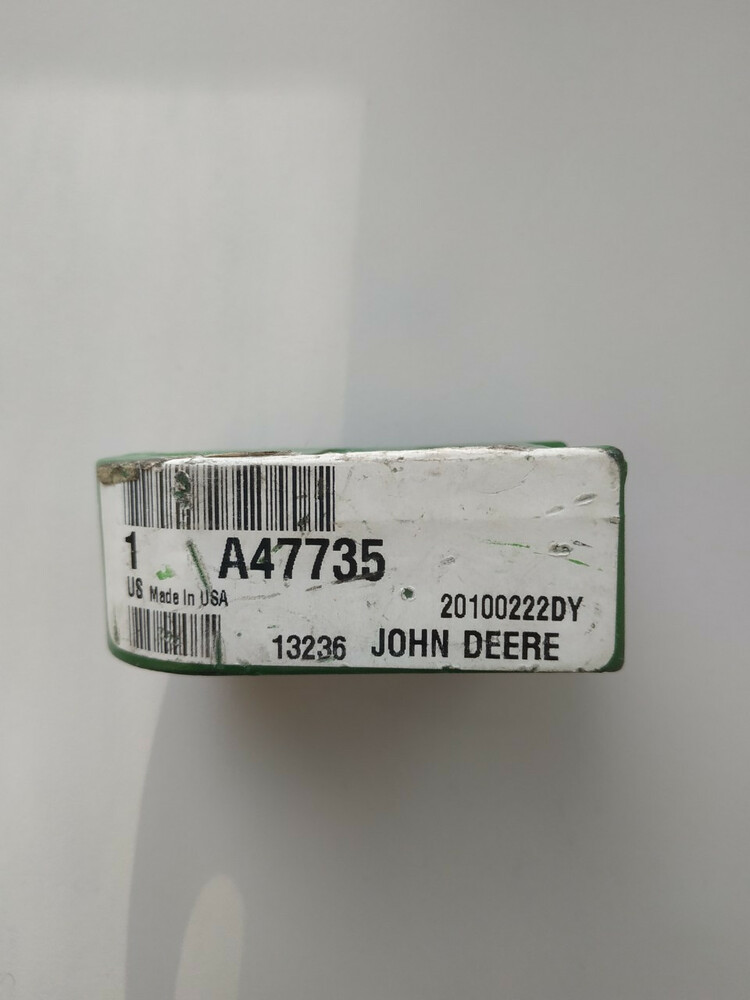 1 A47735
US Made In USA
20100222DY
13236 JOHN DEERE